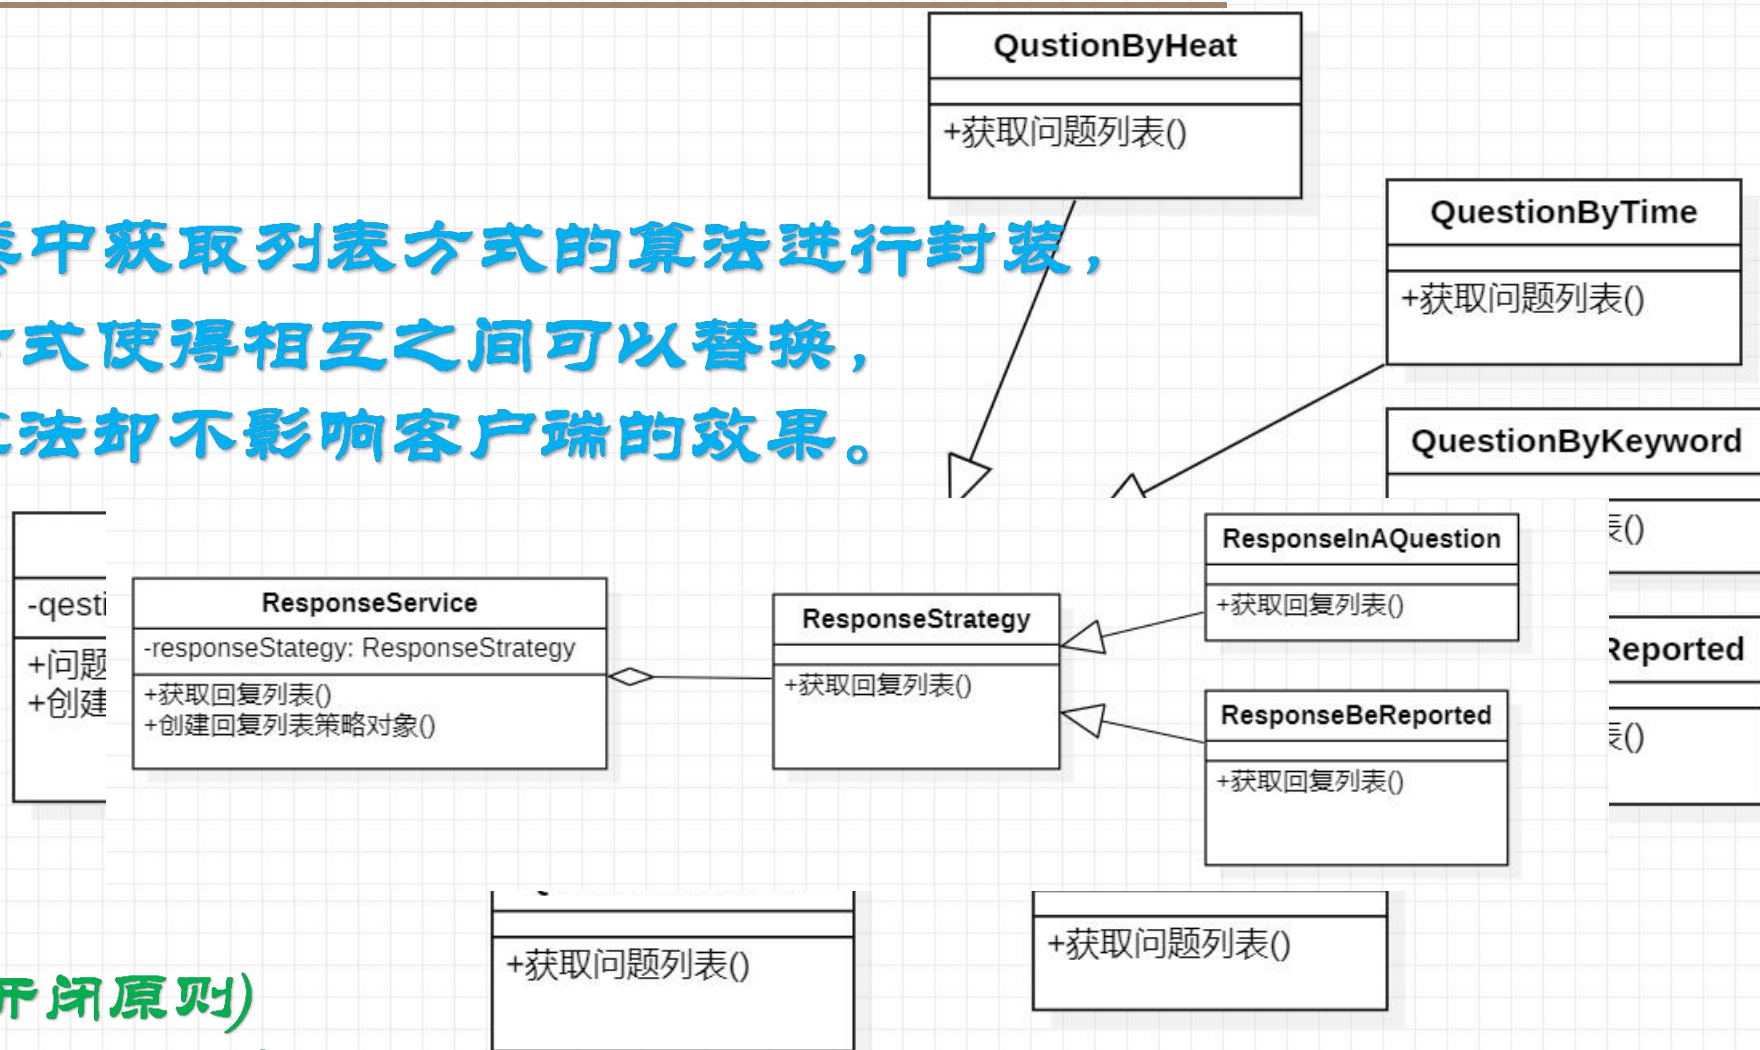 QustionByHeat
+获取问题列表()
QuestionByTime
+获取问题列表()
中获取列表方式的算法进行封装，
式使得相互之间可以替换，
法却不影响客户端的效果。
QuestionByKeyword
()
-qesti
+问题
+创建
ResponseService
-responseStategy: ResponseStrategy
+获取回复列表()
+创建回复列表策略对象()
ResponseStrategy
+获取回复列表()
ResponseInAQuestion
+获取回复列表()
ResponseBeReported
+获取回复列表()
Reported
()
+获取问题列表()
+获取问题列表()
开闭原则)